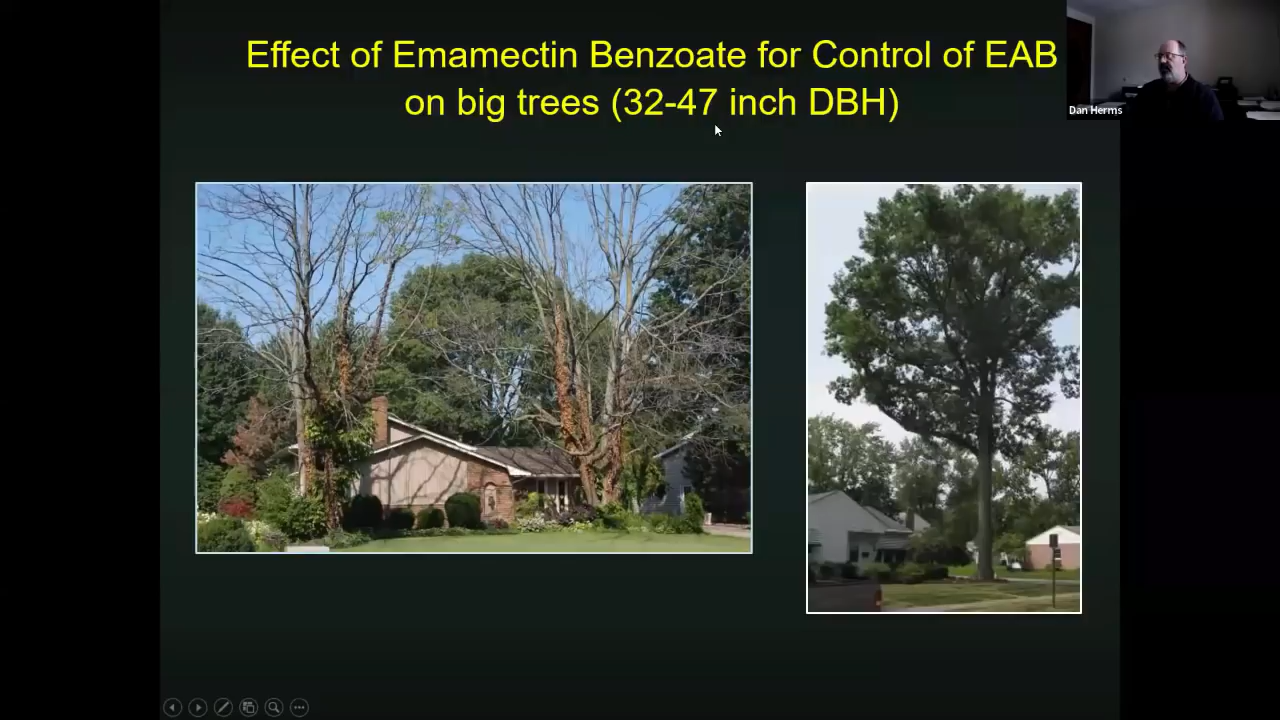 Effect of Emamectin Benzoate for Control of EAB
on big trees (32-47 inch DBH)
Dan Herms